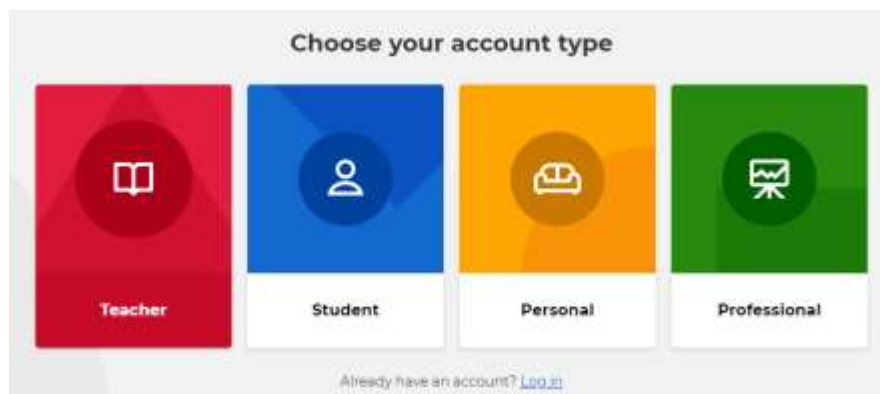 Choose your account type
Teacher
Student
Personal
Professional
Already have an account? Log in